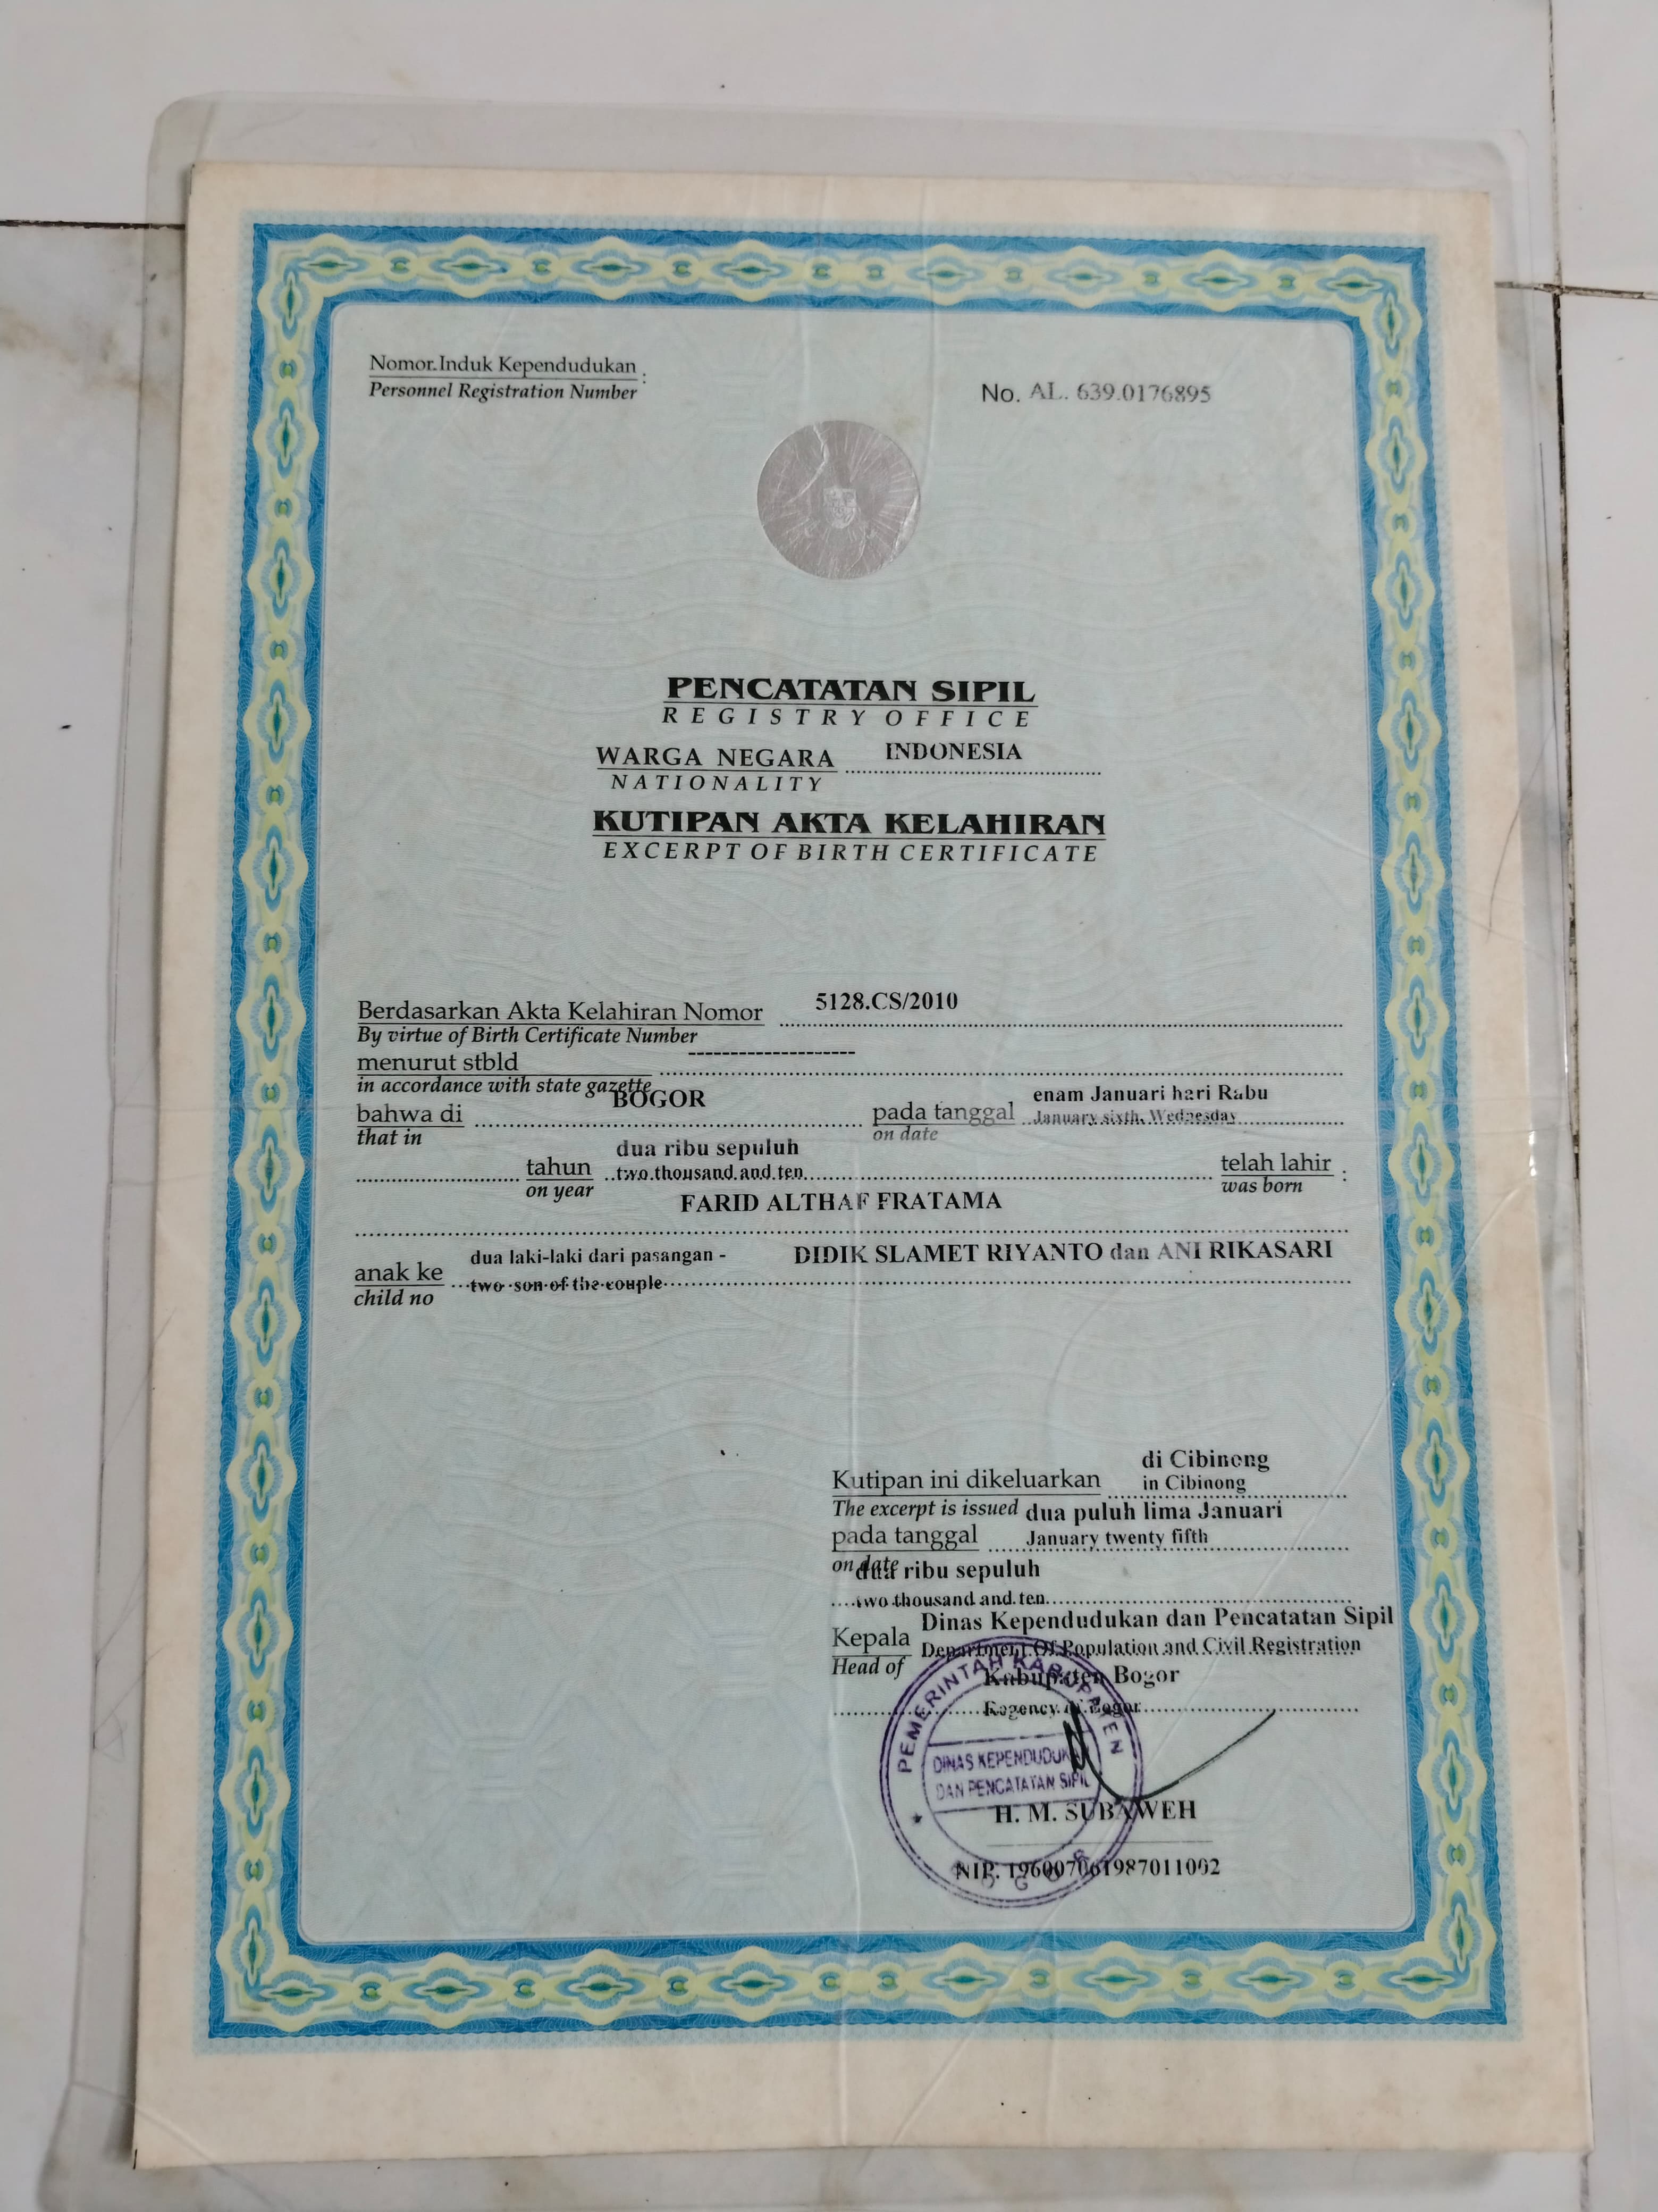 Nomor Induk Kependudukan :
Personnel Registration Number
No. AL. 639.0176895
PENCATATAN SIPIL
REGISTRY OFFICE
WARGA NEGARA INDONESIA
NATIONALITY
KUTIPAN AKTA KELAHIRAN
EXCERPT OF BIRTH CERTIFICATE
Berdasarkan Akta Kelahiran Nomor 5128.CS/2010
By virtue of Birth Certificate Number
menurut stbld --------------------
in accordance with state gazette
bahwa di BOGOR pada tanggal enam Januari hari Rabu
that in on date January sixth, Wednesday
tahun dua ribu sepuluh telah lahir :
on year two thousand and ten was born
FARID ALTHAF FRATAMA
anak ke dua laki-laki dari pasangan - DIDIK SLAMET RIYANTO dan ANI RIKASARI
child no two son of the couple
Kutipan ini dikeluarkan di Cibinong
The excerpt is issued in Cibinong
pada tanggal dua puluh lima Januari
on date January twenty fifth
dua ribu sepuluh
two thousand and ten
Kepala Dinas Kependudukan dan Pencatatan Sipil
Head of Department Of Population and Civil Registration
Kabupaten Bogor
Regency of Bogor
PEMERINTAH KABUPATEN
DINAS KEPENDUDUKAN
DAN PENCATATAN SIPIL
BOGOR
H. M. SUBAWEH
NIP. 196007061987011002